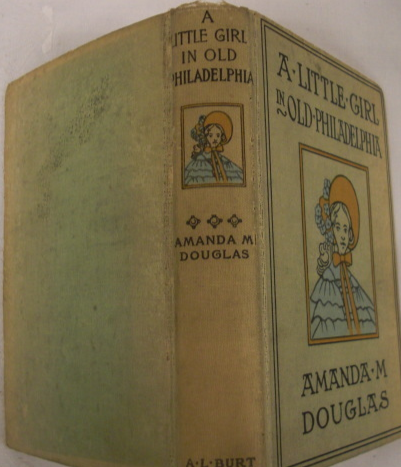 A
LITTLE GIRL
IN OLD
PHILADELPHIA
AMANDA M
DOUGLAS
A·L·BURT
A·LITTLE·GIRL
IN·OLD·PHILADELPHIA
AMANDA·M
DOUGLAS